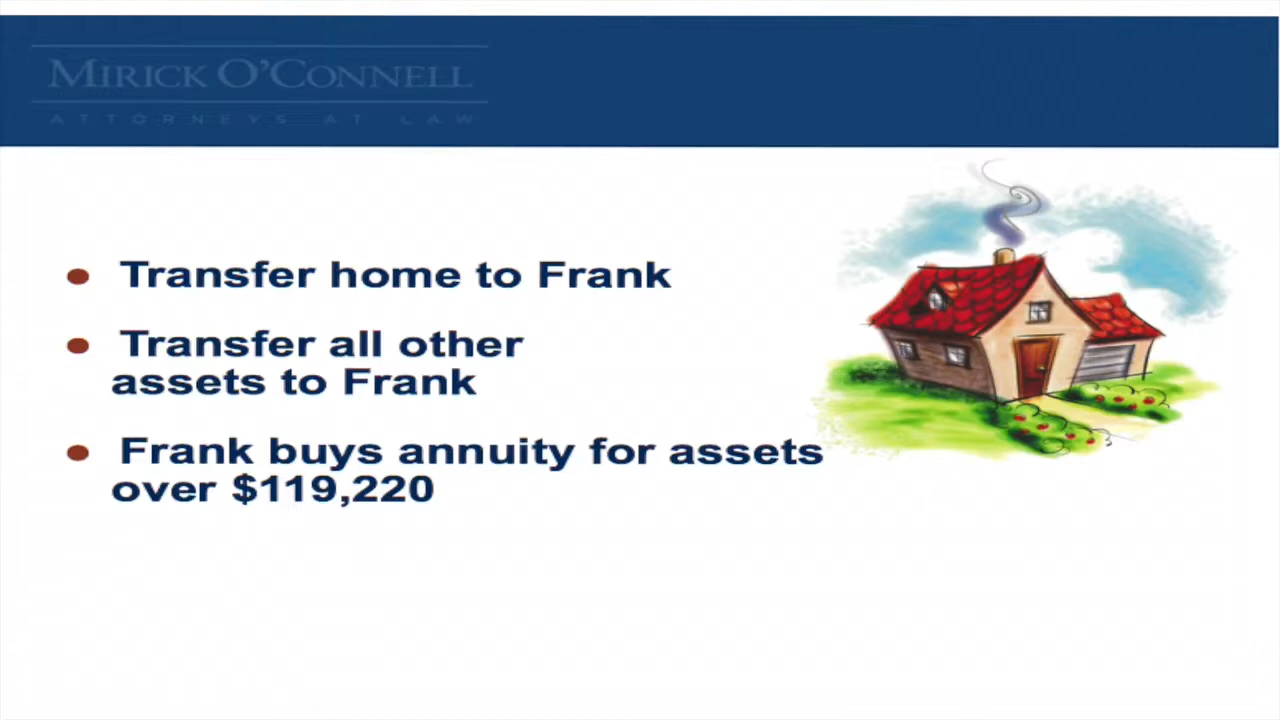 MIRICK O'CONNELL
ATTORNEYS AT LAW
• Transfer home to Frank
• Transfer all other
assets to Frank
• Frank buys annuity for assets
over $119,220